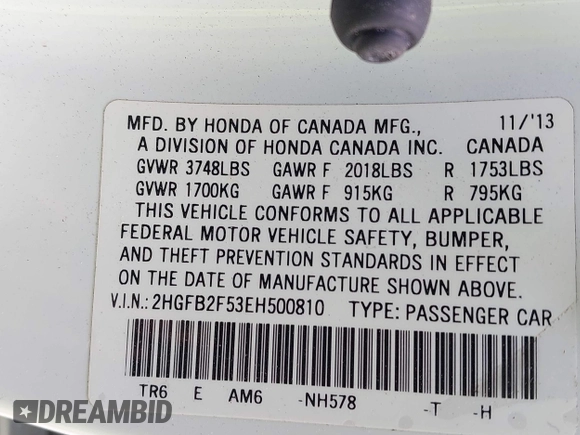 MFD. BY HONDA OF CANADA MFG., 11/'13
A DIVISION OF HONDA CANADA INC. CANADA
GVWR 3748LBS GAWR F 2018LBS R 1753LBS
GVWR 1700KG GAWR F 915KG R 795KG
THIS VEHICLE CONFORMS TO ALL APPLICABLE
FEDERAL MOTOR VEHICLE SAFETY, BUMPER,
AND THEFT PREVENTION STANDARDS IN EFFECT
ON THE DATE OF MANUFACTURE SHOWN ABOVE.
V.I.N.: 2HGFB2F53EH500810 TYPE: PASSENGER CAR
TR6 E AM6 -NH578 -T -H
DREAMBID